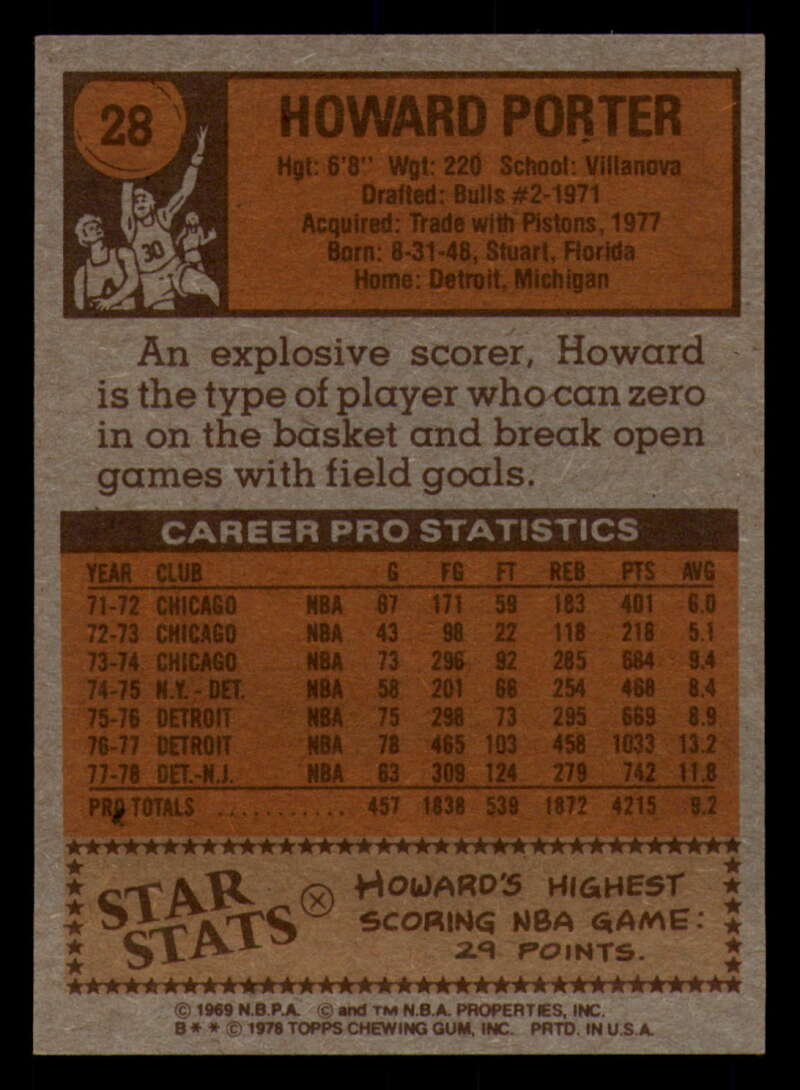 28
HOWARD PORTER
Hgt: 6'8" Wgt: 220 School: Villanova
Drafted: Bulls #2-1971
Acquired: Trade with Pistons, 1977
Born: 8-31-48, Stuart, Florida
Home: Detroit, Michigan
30
An explosive scorer, Howard
is the type of player who can zero
in on the basket and break open
games with field goals.
CAREER PRO STATISTICS
YEAR CLUB G FG FT REB PTS AVG
71-72 CHICAGO NBA 67 171 59 183 401 6.0
72-73 CHICAGO NBA 43 98 22 118 218 5.1
73-74 CHICAGO NBA 73 296 92 285 684 9.4
74-75 N.Y. - DET. NBA 58 201 66 254 468 8.4
75-76 DETROIT NBA 75 298 73 295 669 8.9
76-77 DETROIT NBA 78 465 103 458 1033 13.2
77-78 DET.-N.J. NBA 63 309 124 279 742 11.8
PRO TOTALS ........... 457 1838 539 1872 4215 9.2
STAR
STATS
HOWARD'S HIGHEST
SCORING NBA GAME:
29 POINTS.
© 1969 N.B.P.A. © and TM N.B.A. PROPERTIES, INC.
B * * © 1978 TOPPS CHEWING GUM, INC. PRTD. IN U.S.A.